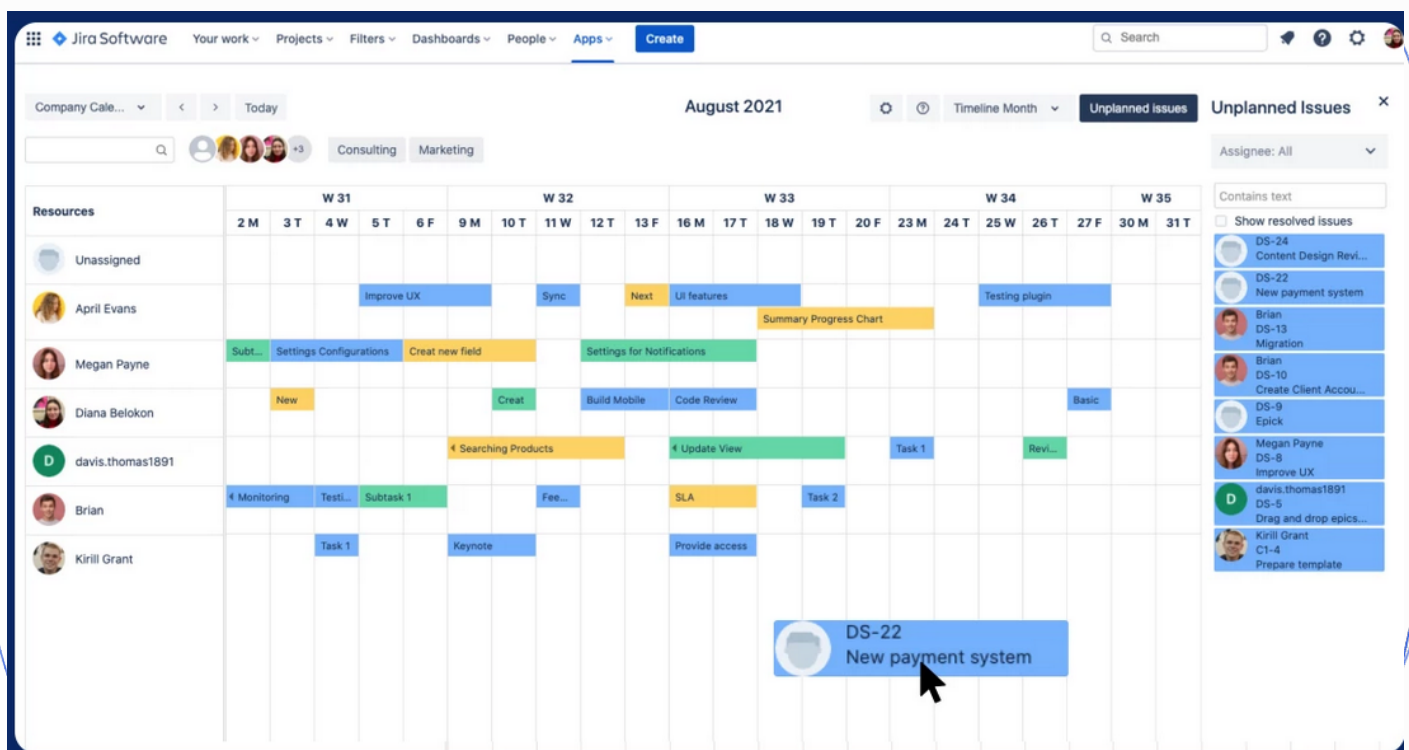 Jira Software Your work Projects Filters Dashboards People Apps Create Search
Company Cale... Today August 2021 Timeline Month Unplanned issues Unplanned Issues
+3 Consulting Marketing Assignee: All
Contains text
Show resolved issues
Resources W 31 W 32 W 33 W 34 W 35
2 M 3 T 4 W 5 T 6 F 9 M 10 T 11 W 12 T 13 F 16 M 17 T 18 W 19 T 20 F 23 M 24 T 25 W 26 T 27 F 30 M 31 T
Unassigned
April Evans Improve UX Sync Next UI features Testing plugin
Summary Progress Chart
Megan Payne Subt... Settings Configurations Creat new field Settings for Notifications
Diana Belokon New Creat Build Mobile Code Review Basic
D davis.thomas1891 Searching Products Update View Task 1 Revi...
Brian Monitoring Testi... Subtask 1 Fee... SLA Task 2
Kirill Grant Task 1 Keynote Provide access
DS-24
Content Design Revi...
DS-22
New payment system
Brian
DS-13
Migration
Brian
DS-10
Create Client Accou...
DS-9
Epick
Megan Payne
DS-8
Improve UX
D davis.thomas1891
DS-5
Drag and drop epics...
Kirill Grant
C1-4
Prepare template
DS-22
New payment system